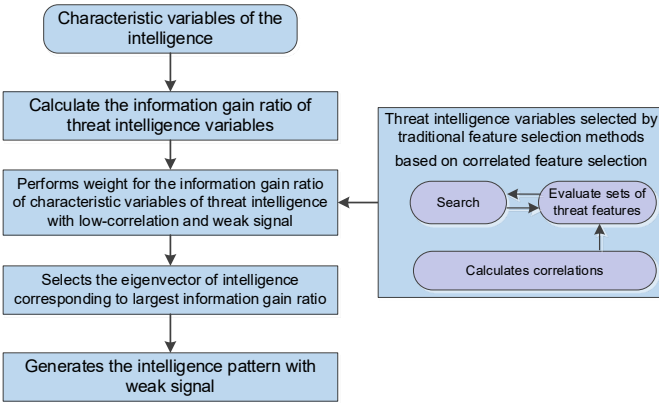 Characteristic variables of the
intelligence
Calculate the information gain ratio of
threat intelligence variables
Performs weight for the information gain ratio
of characteristic variables of threat intelligence
with low-correlation and weak signal
Selects the eigenvector of intelligence
corresponding to largest information gain ratio
Generates the intelligence pattern with
weak signal
Threat intelligence variables selected by
traditional feature selection methods
based on correlated feature selection
Search
Evaluate sets of
threat features
Calculates correlations